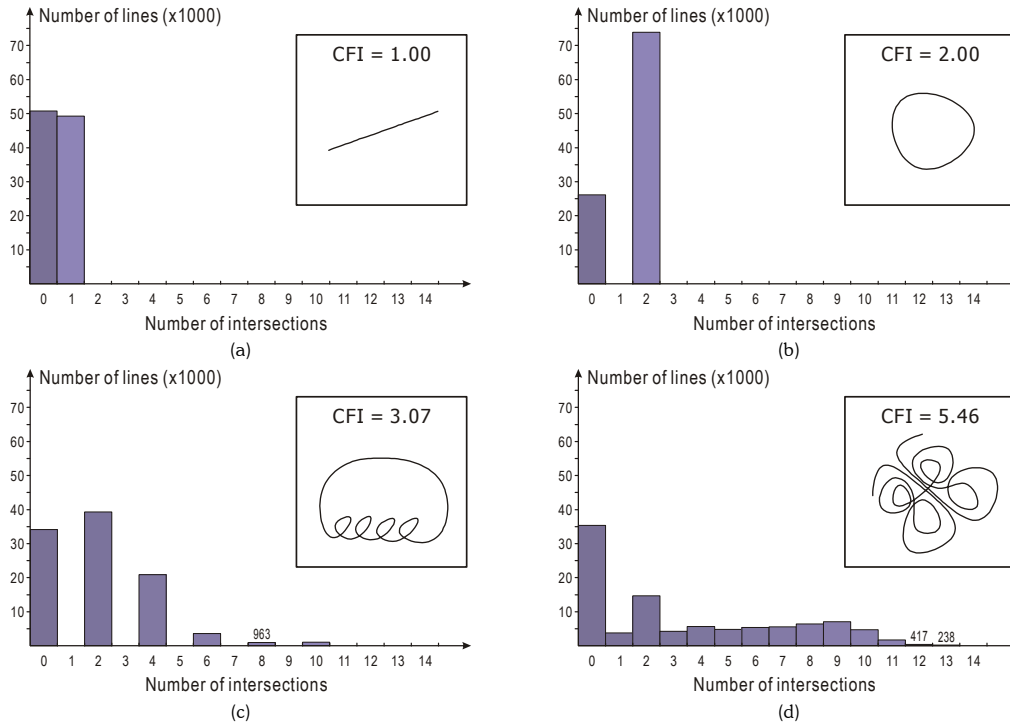 Number of lines (x1000)
CFI = 1.00
70
60
50
40
30
20
10
0 1 2 3 4 5 6 7 8 9 10 11 12 13 14
Number of intersections
(a)
Number of lines (x1000)
CFI = 2.00
70
60
50
40
30
20
10
0 1 2 3 4 5 6 7 8 9 10 11 12 13 14
Number of intersections
(b)
Number of lines (x1000)
CFI = 3.07
70
60
50
40
30
20
10
963
0 1 2 3 4 5 6 7 8 9 10 11 12 13 14
Number of intersections
(c)
Number of lines (x1000)
CFI = 5.46
70
60
50
40
30
20
10
417 238
0 1 2 3 4 5 6 7 8 9 10 11 12 13 14
Number of intersections
(d)